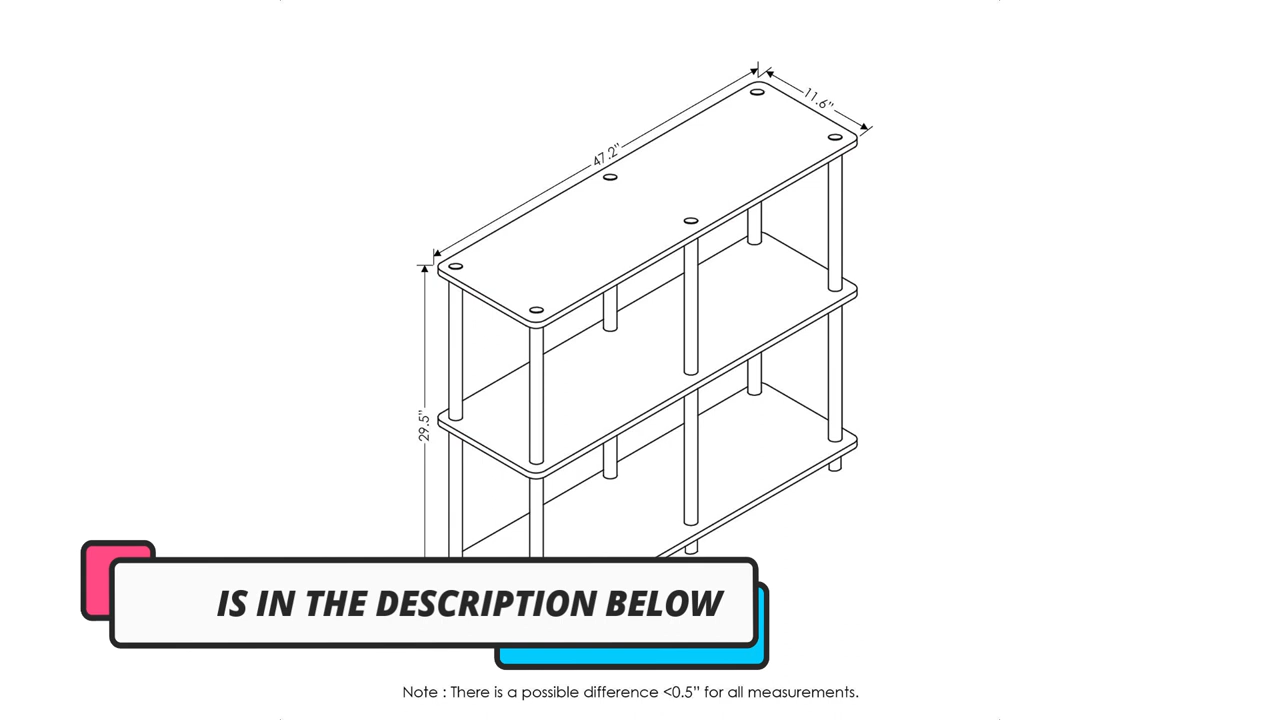 11.6"
47.2"
29.5"
IS IN THE DESCRIPTION BELOW
Note : There is a possible difference <0.5" for all measurements.